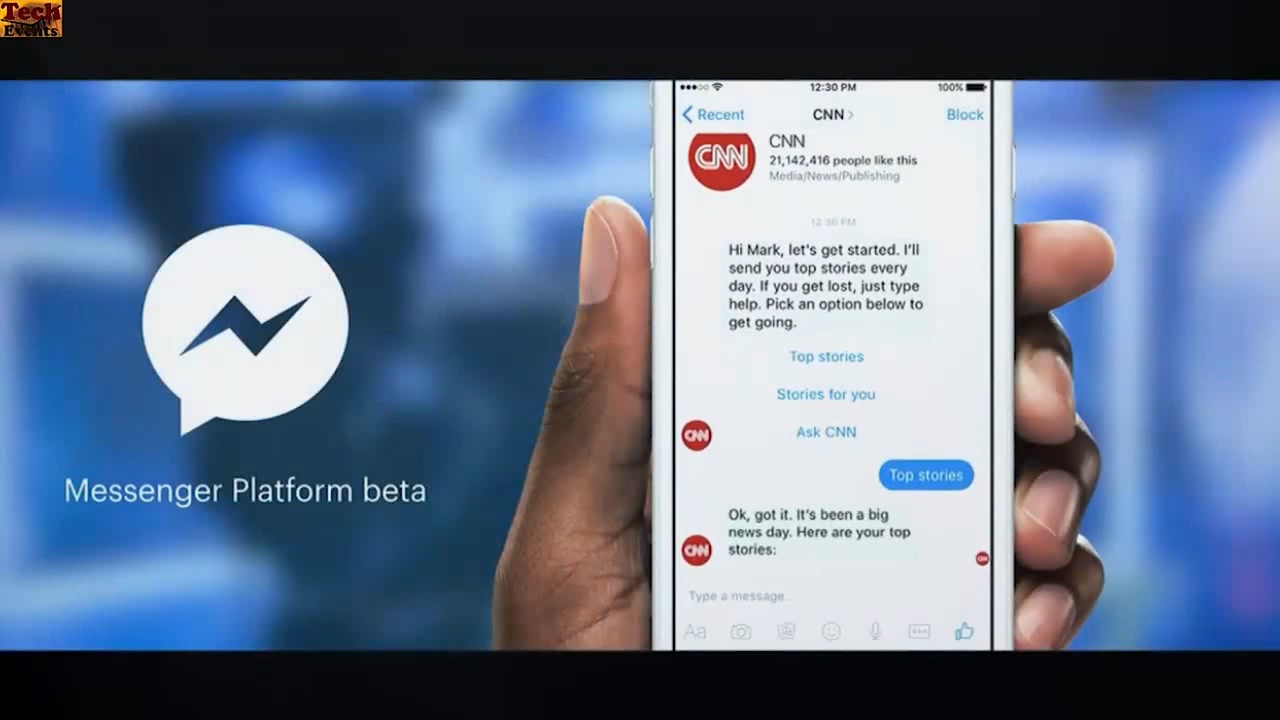 Tech
Events
12:30 PM
100%
Recent
CNN
Block
CNN
CNN
21,142,416 people like this
Media/News/Publishing
12:30 PM
Hi Mark, let's get started. I'll
send you top stories every
day. If you get lost, just type
help. Pick an option below to
get going.
Top stories
Stories for you
CNN
Ask CNN
Top stories
Ok, got it. It's been a big
news day. Here are your top
stories:
CNN
CNN
Type a message...
Aa
Messenger Platform beta